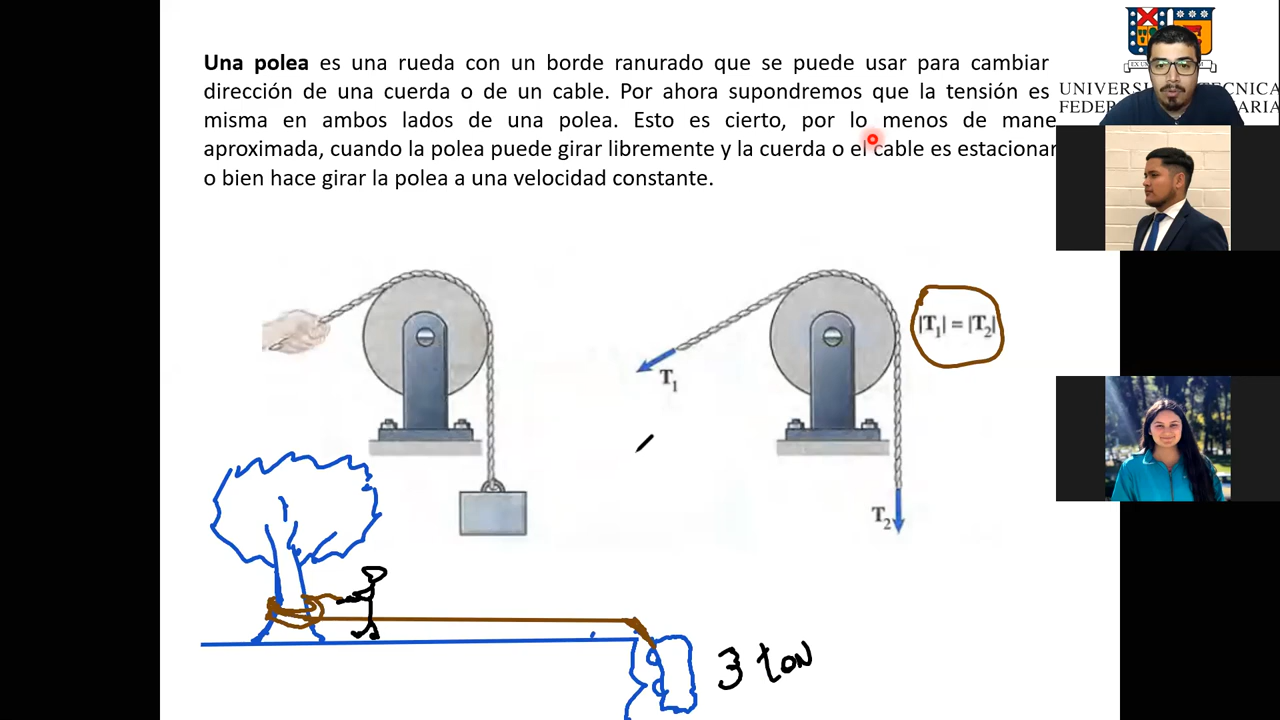 Una polea es una rueda con un borde ranurado que se puede usar para cambiar
dirección de una cuerda o de un cable. Por ahora supondremos que la tensión es
misma en ambos lados de una polea. Esto es cierto, por lo menos de mane
aproximada, cuando la polea puede girar libremente y la cuerda o el cable es estacionar
o bien hace girar la polea a una velocidad constante.
|T₁| = |T₂|
T₁
T₂
3 ton
UNIVERS TÉCNICA
FEDER ARIA